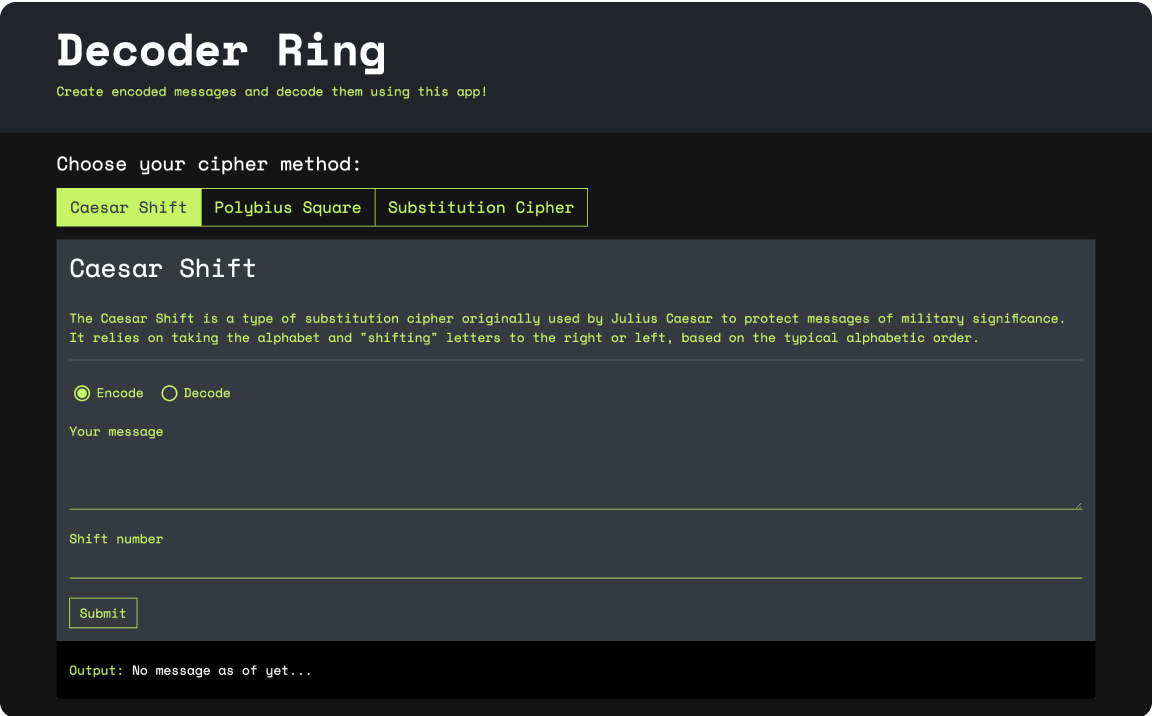 Decoder Ring
Create encoded messages and decode them using this app!
Choose your cipher method:
Caesar Shift Polybius Square Substitution Cipher
Caesar Shift
The Caesar Shift is a type of substitution cipher originally used by Julius Caesar to protect messages of military significance.
It relies on taking the alphabet and "shifting" letters to the right or left, based on the typical alphabetic order.
Encode Decode
Your message
Shift number
Submit
Output: No message as of yet...